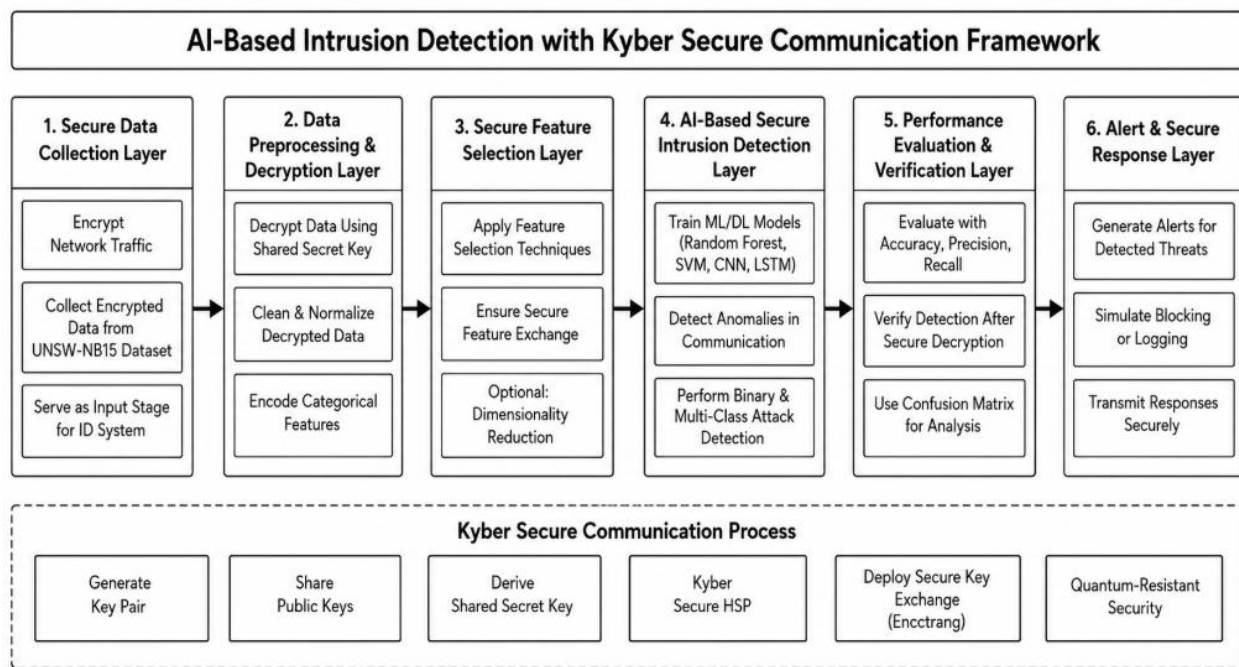 AI-Based Intrusion Detection with Kyber Secure Communication Framework
1. Secure Data
Collection Layer
Encrypt
Network Traffic
Collect Encrypted
Data from
UNSW-NB15 Dataset
Serve as Input Stage
for ID System
2. Data
Preprocessing &
Decryption Layer
Decrypt Data Using
Shared Secret Key
Clean & Normalize
Decrypted Data
Encode Categorical
Features
3. Secure Feature
Selection Layer
Apply Feature
Selection Techniques
Ensure Secure
Feature Exchange
Optional:
Dimensionality
Reduction
4. AI-Based Secure
Intrusion Detection
Layer
Train ML/DL Models
(Random Forest,
SVM, CNN, LSTM)
Detect Anomalies in
Communication
Perform Binary &
Multi-Class Attack
Detection
5. Performance
Evaluation &
Verification Layer
Evaluate with
Accuracy, Precision,
Recall
Verify Detection After
Secure Decryption
Use Confusion Matrix
for Analysis
6. Alert & Secure
Response Layer
Generate Alerts for
Detected Threats
Simulate Blocking
or Logging
Transmit Responses
Securely
Kyber Secure Communication Process
Generate
Key Pair
Share
Public Keys
Derive
Shared Secret Key
Kyber
Secure HSP
Deploy Secure Key
Exchange
(Encctrang)
Quantum-Resistant
Security